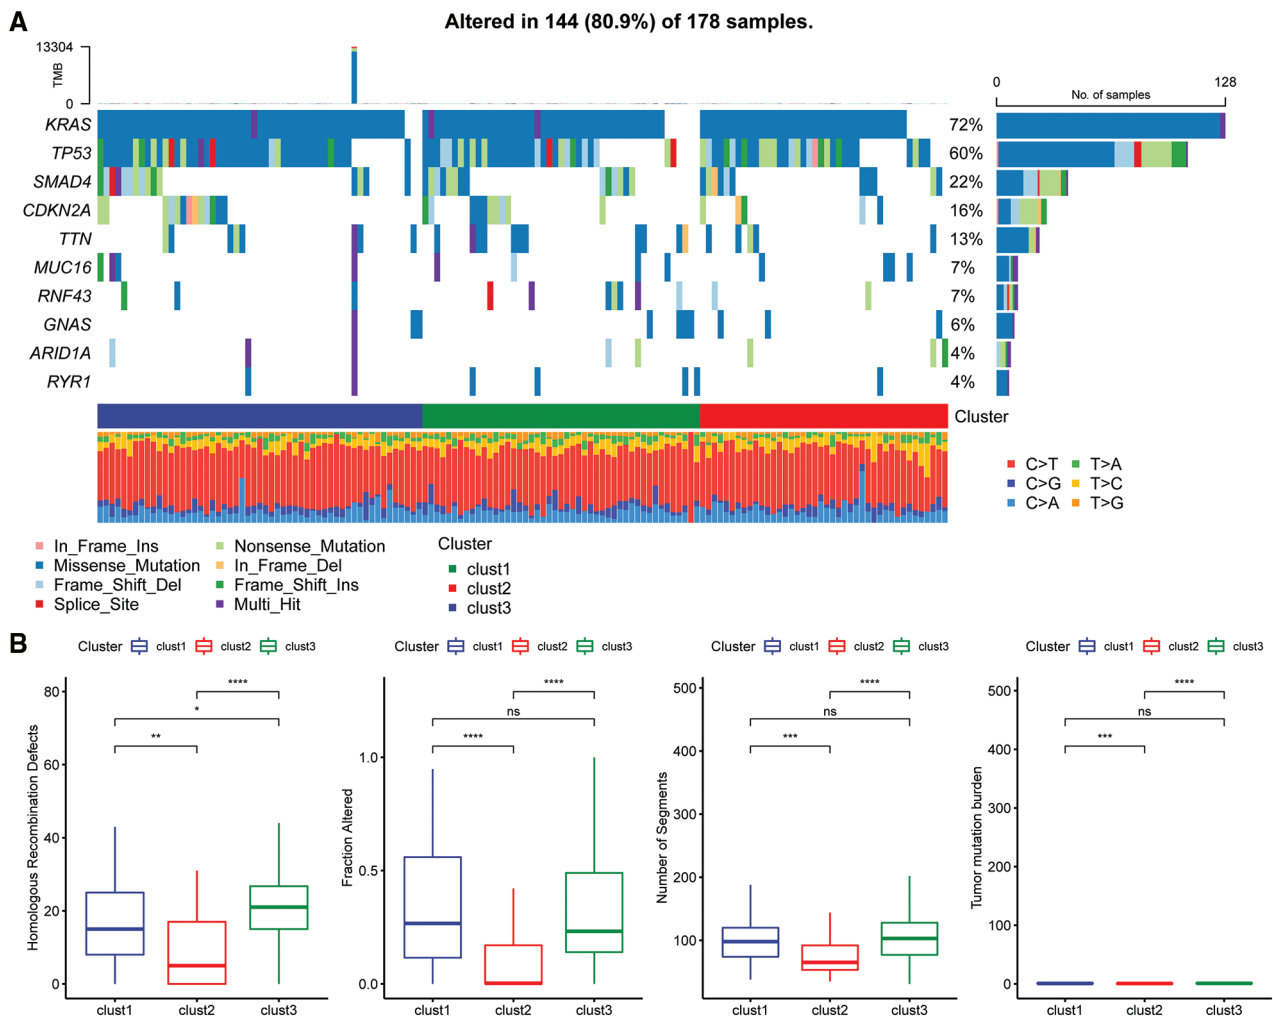 A
Altered in 144 (80.9%) of 178 samples.
13304
TMB
0
0
128
No. of samples
KRAS
72%
TP53
60%
SMAD4
22%
CDKN2A
16%
TTN
13%
MUC16
7%
RNF43
7%
GNAS
6%
ARID1A
4%
RYR1
4%
Cluster
C>T
T>A
C>G
T>C
C>A
T>G
In_Frame_Ins
Nonsense_Mutation
Missense_Mutation
In_Frame_Del
Frame_Shift_Del
Frame_Shift_Ins
Splice_Site
Multi_Hit
Cluster
clust1
clust2
clust3
B
Cluster clust1 clust2 clust3
Homologous Recombination Defects
80
60
40
20
0
****
*
**
clust1 clust2 clust3
Cluster clust1 clust2 clust3
Fraction Altered
1.0
0.5
0.0
****
ns
****
clust1 clust2 clust3
Cluster clust1 clust2 clust3
Number of Segments
500
400
300
200
100
****
ns
***
clust1 clust2 clust3
Cluster clust1 clust2 clust3
Tumor mutation burden
500
400
300
200
100
0
****
ns
***
clust1 clust2 clust3